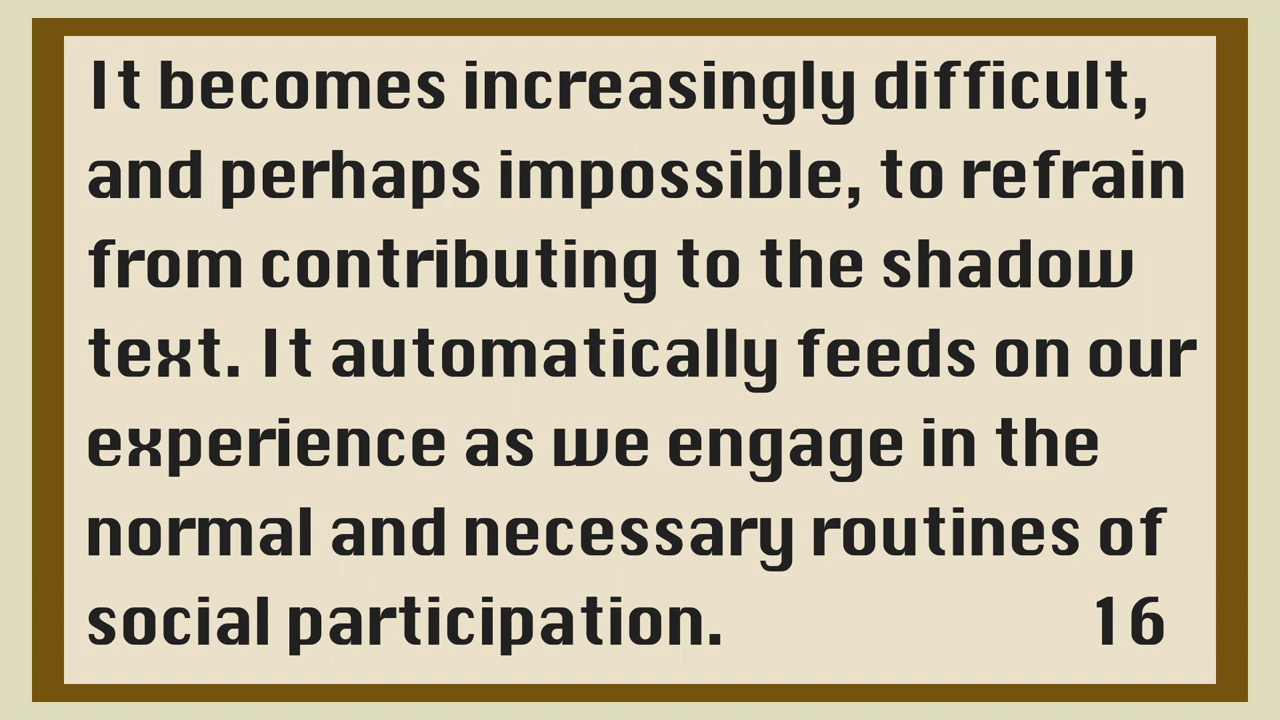 It becomes increasingly difficult,
and perhaps impossible, to refrain
from contributing to the shadow
text. It automatically feeds on our
experience as we engage in the
normal and necessary routines of
social participation. 16